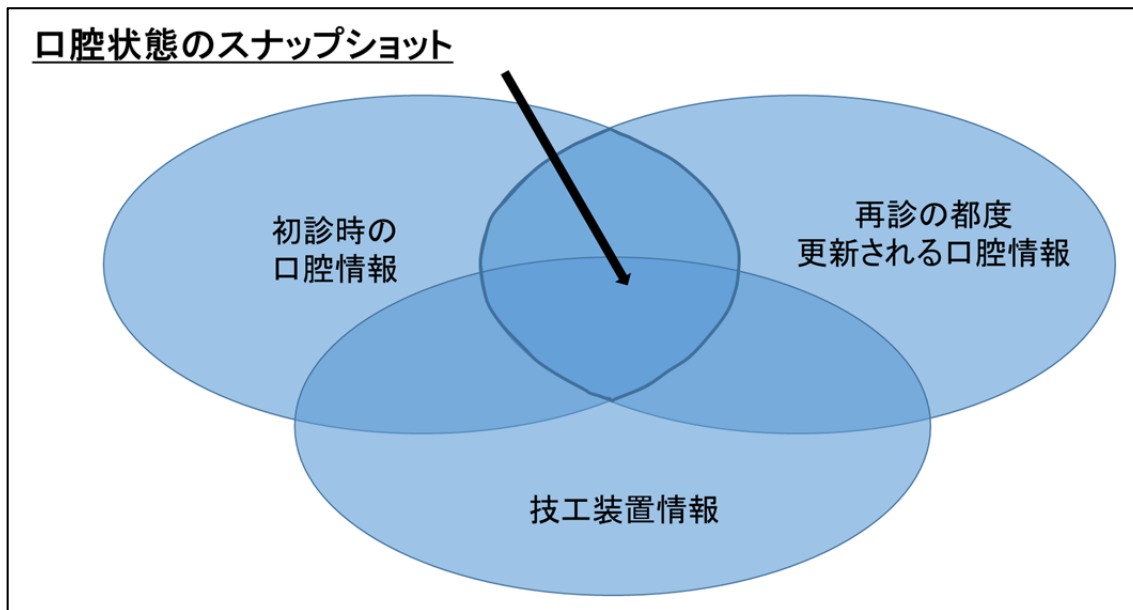 口腔状態のスナップショット
初診時の
口腔情報
再診の都度
更新される口腔情報
技工装置情報